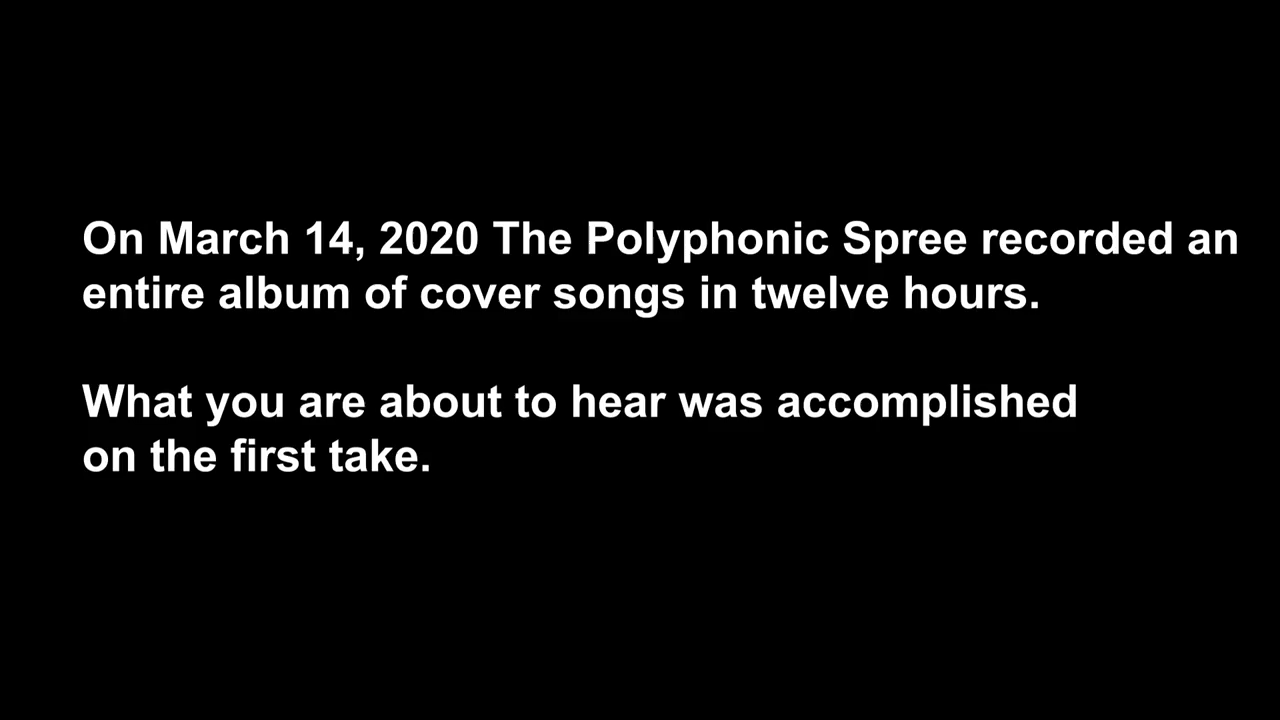 On March 14, 2020 The Polyphonic Spree recorded an
entire album of cover songs in twelve hours.
What you are about to hear was accomplished
on the first take.